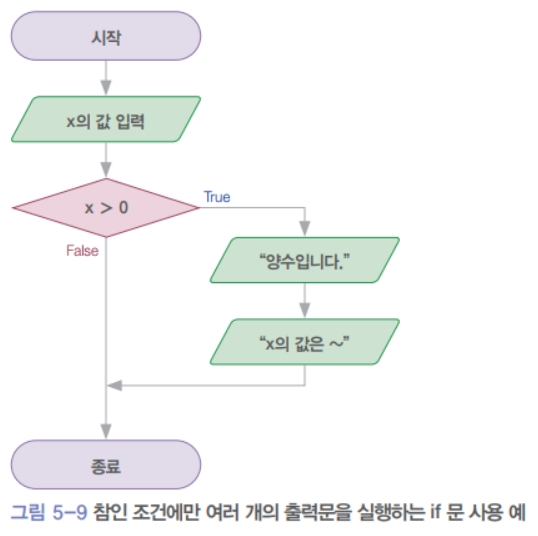 시작
x의 값 입력
x > 0
True
False
“양수입니다.”
“x의 값은 ~”
종료
그림 5-9 참인 조건에만 여러 개의 출력문을 실행하는 if 문 사용 예